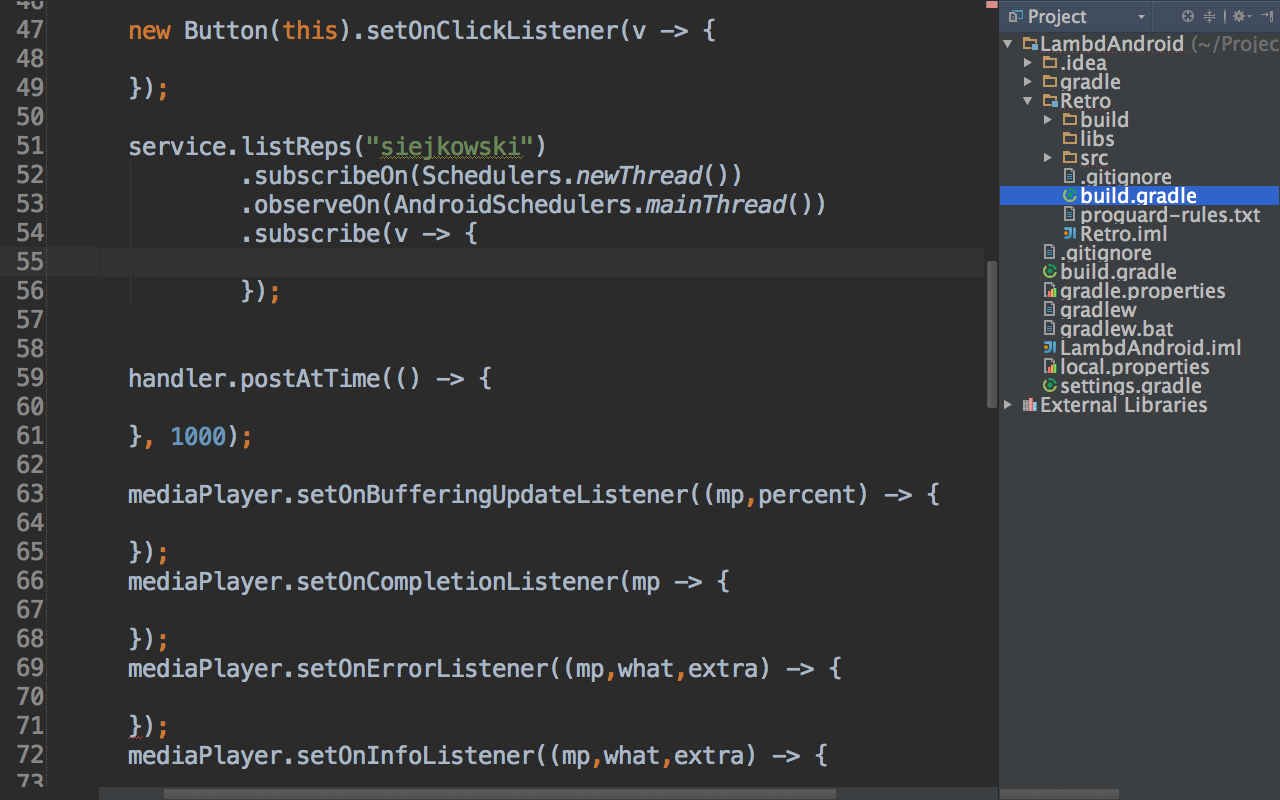 46
47 new Button(this).setOnClickListener(v -> {
48
49 });
50
51 service.listReps("siejkowski")
52 .subscribeOn(Schedulers.newThread())
53 .observeOn(AndroidSchedulers.mainThread())
54 .subscribe(v -> {
55
56 });
57
58
59 handler.postAtTime(() -> {
60
61 }, 1000);
62
63 mediaPlayer.setOnBufferingUpdateListener((mp,percent) -> {
64
65 });
66 mediaPlayer.setOnCompletionListener(mp -> {
67
68 });
69 mediaPlayer.setOnErrorListener((mp,what,extra) -> {
70
71 });
72 mediaPlayer.setOnInfoListener((mp,what,extra) -> {
73
Project
LambdAndroid (~/Projec
.idea
gradle
Retro
build
libs
src
.gitignore
build.gradle
proguard-rules.txt
Retro.iml
.gitignore
build.gradle
gradle.properties
gradlew
gradlew.bat
LambdAndroid.iml
local.properties
settings.gradle
External Libraries